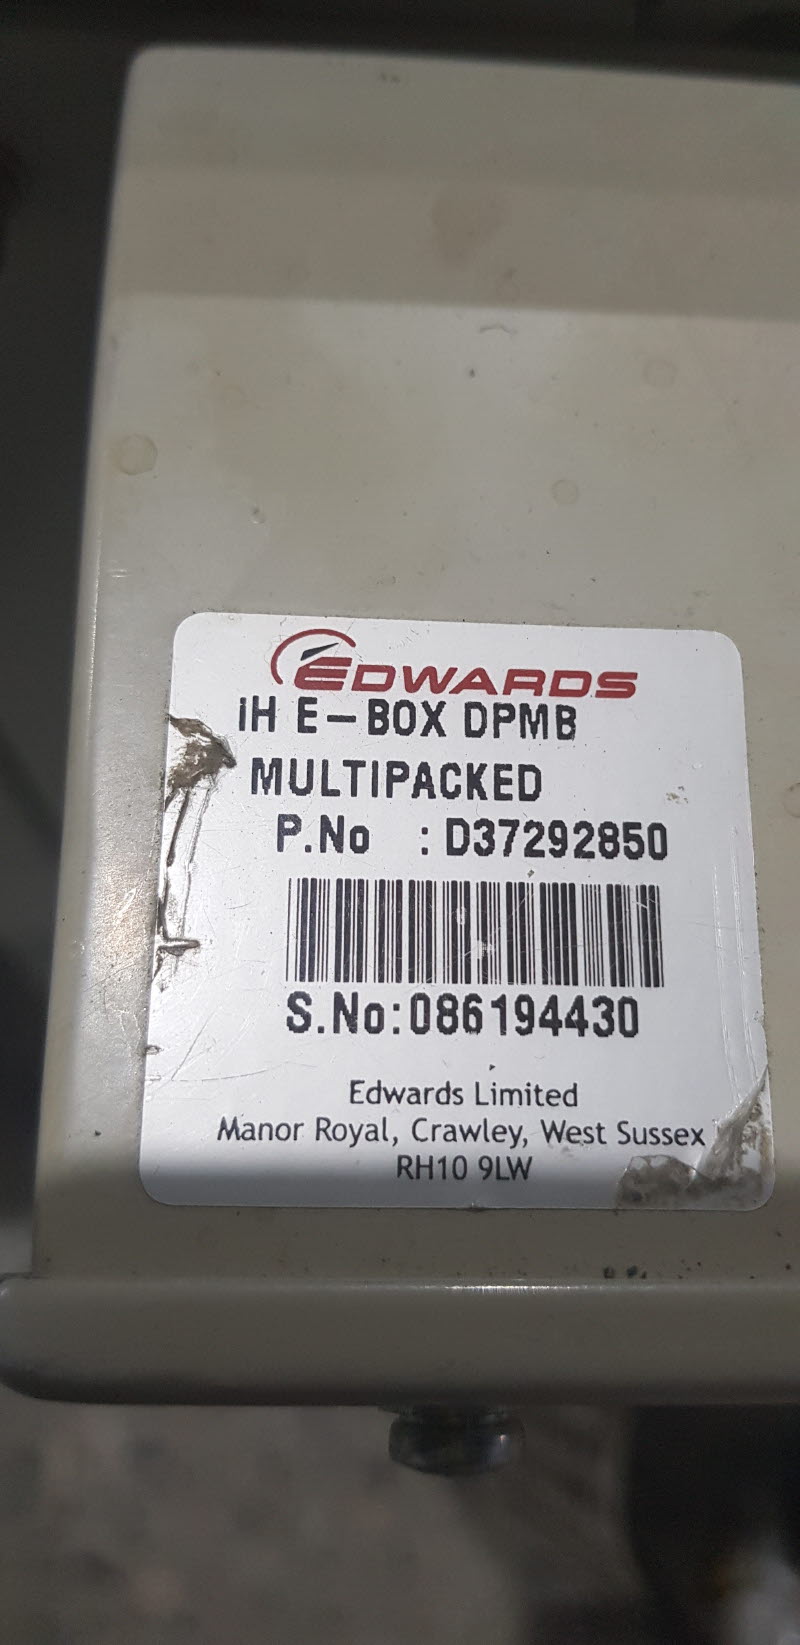 EDWARDS
iH E-BOX DPMB
MULTIPACKED
P.No : D37292850
S.No:086194430
Edwards Limited
Manor Royal, Crawley, West Sussex
RH10 9LW